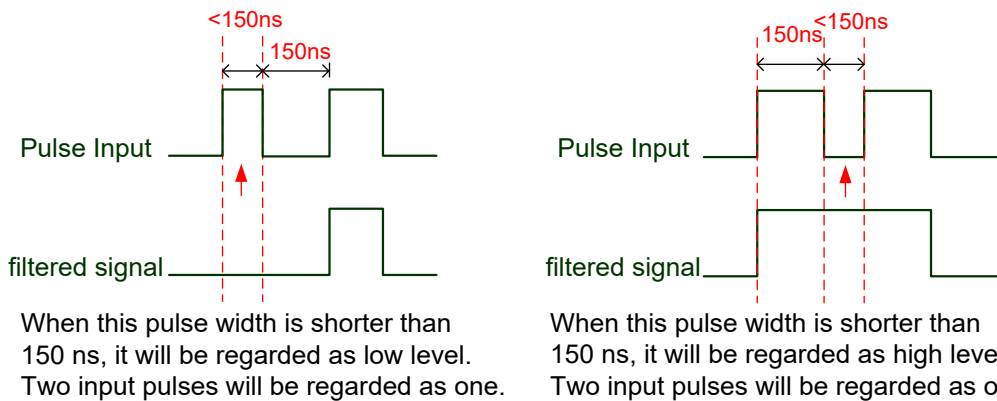 <150ns
150ns
Pulse Input
filtered signal
When this pulse width is shorter than
150 ns, it will be regarded as low level.
Two input pulses will be regarded as one.
<150ns
150ns
Pulse Input
filtered signal
When this pulse width is shorter than
150 ns, it will be regarded as high leve
Two input pulses will be regarded as o